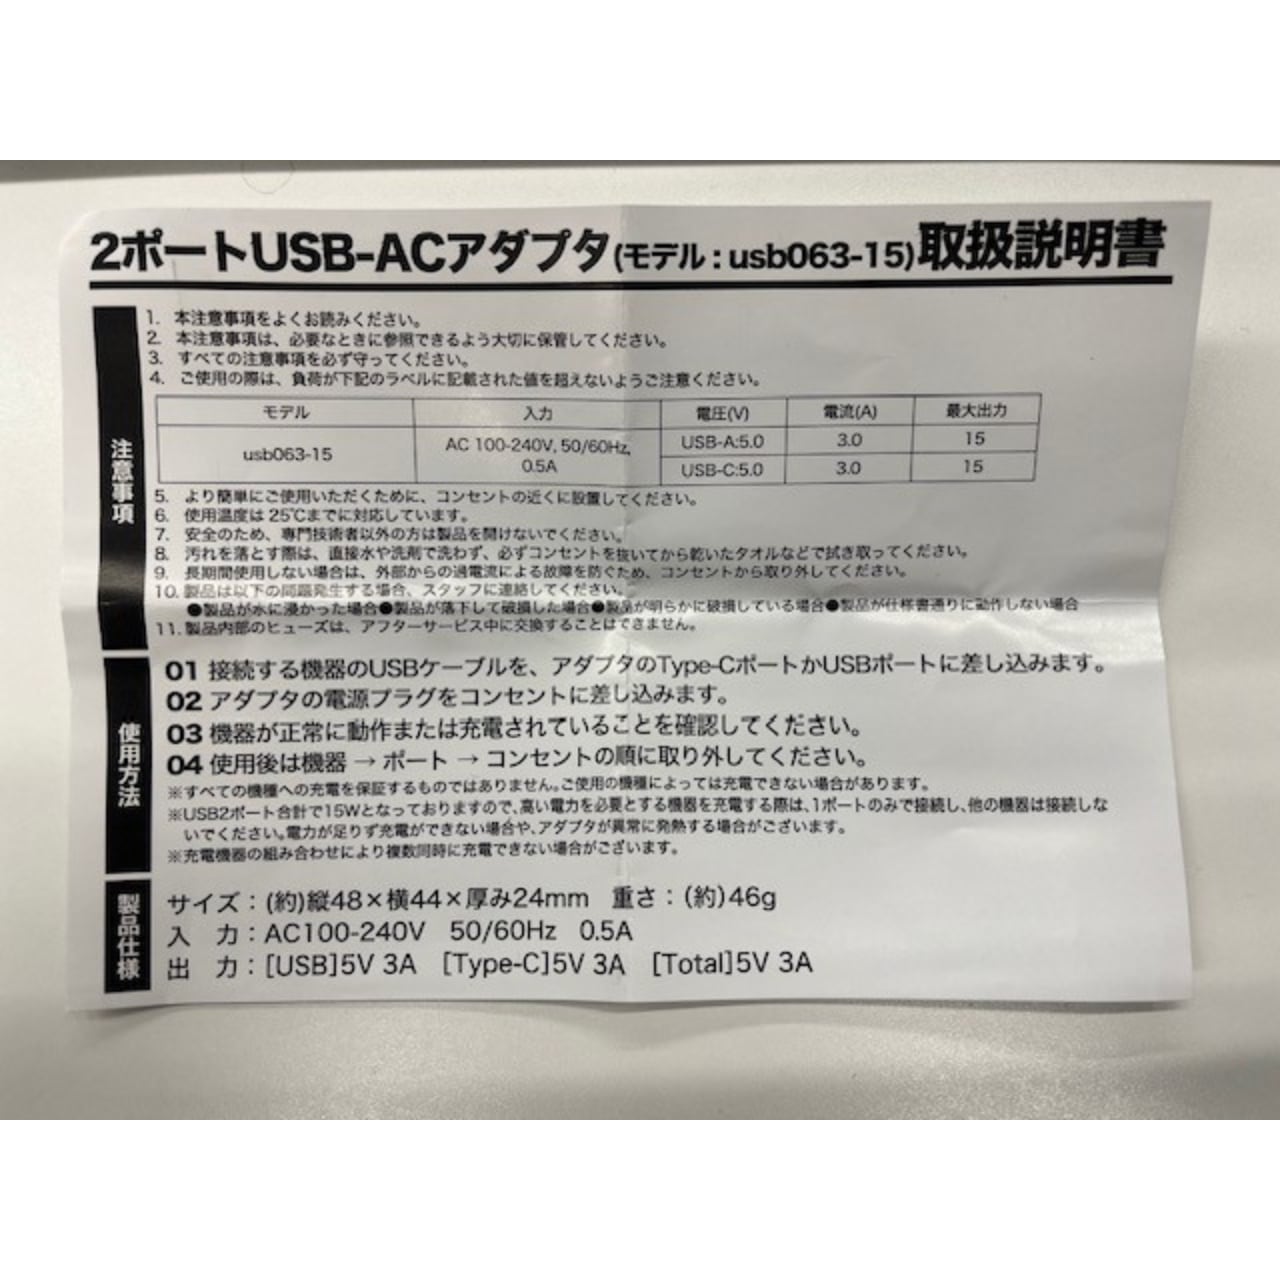 2ポートUSB-ACアダプタ(モデル:usb063-15)取扱説明書
注意事項
1. 本注意事項をよくお読みください。
2. 本注意事項は、必要なときに参照できるよう大切に保管してください。
3. すべての注意事項を必ず守ってください。
4. ご使用の際は、負荷が下記のラベルに記載された値を超えないようご注意ください。
モデル 入力 電圧(V) 電流(A) 最大出力
usb063-15 AC 100-240V, 50/60Hz, 0.5A USB-A:5.0 3.0 15
USB-C:5.0 3.0 15
5. より簡単にご使用いただくために、コンセントの近くに設置してください。
6. 使用温度は25℃までに対応しています。
7. 安全のため、専門技術者以外の方は製品を開けないでください。
8. 汚れを落とす際は、直接水や洗剤で洗わず、必ずコンセントを抜いてから乾いたタオルなどで拭き取ってください。
9. 長期間使用しない場合は、外部からの過電流による故障を防ぐため、コンセントから取り外してください。
10. 製品は以下の問題発生する場合、スタッフに連絡してください。
●製品が水に浸かった場合●製品が落下して破損した場合●製品が明らかに破損している場合●製品が仕様書通りに動作しない場合
11. 製品内部のヒューズは、アフターサービス中に交換することはできません。
使用方法
01 接続する機器のUSBケーブルを、アダプタのType-CポートかUSBポートに差し込みます。
02 アダプタの電源プラグをコンセントに差し込みます。
03 機器が正常に動作または充電されていることを確認してください。
04 使用後は機器 → ポート → コンセントの順に取り外してください。
※すべての機種への充電を保証するものではありません。ご使用の機種によっては充電できない場合があります。
※USB2ポート合計で15Wとなっておりますので、高い電力を必要とする機器を充電する際は、1ポートのみで接続し、他の機器は接続しな
いでください。電力が足りず充電ができない場合や、アダプタが異常に発熱する場合がございます。
※充電機器の組み合わせにより複数同時に充電できない場合がございます。
製品仕様
サイズ：(約)縦48×横44×厚み24mm 重さ：(約)46g
入 力：AC100-240V 50/60Hz 0.5A
出 力：[USB]5V 3A [Type-C]5V 3A [Total]5V 3A